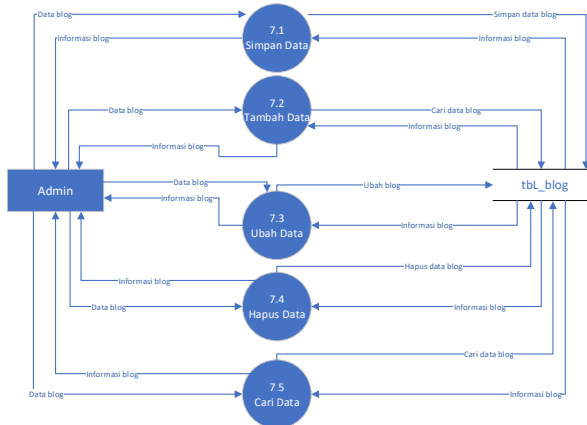 Data blog
Simpan data blog
7.1
Simpan Data
Informasi blog
Informasi blog
7.2
Tambah Data
Data blog
Cari data blog
Informasi blog
Informasi blog
Admin
Data blog
Ubah blog
tbL_blog
Informasi blog
7.3
Ubah Data
Informasi blog
Hapus data blog
Informasi blog
7.4
Hapus Data
Data blog
Informasi blog
Cari data blog
Informasi blog
7.5
Cari Data
Data blog
Informasi blog